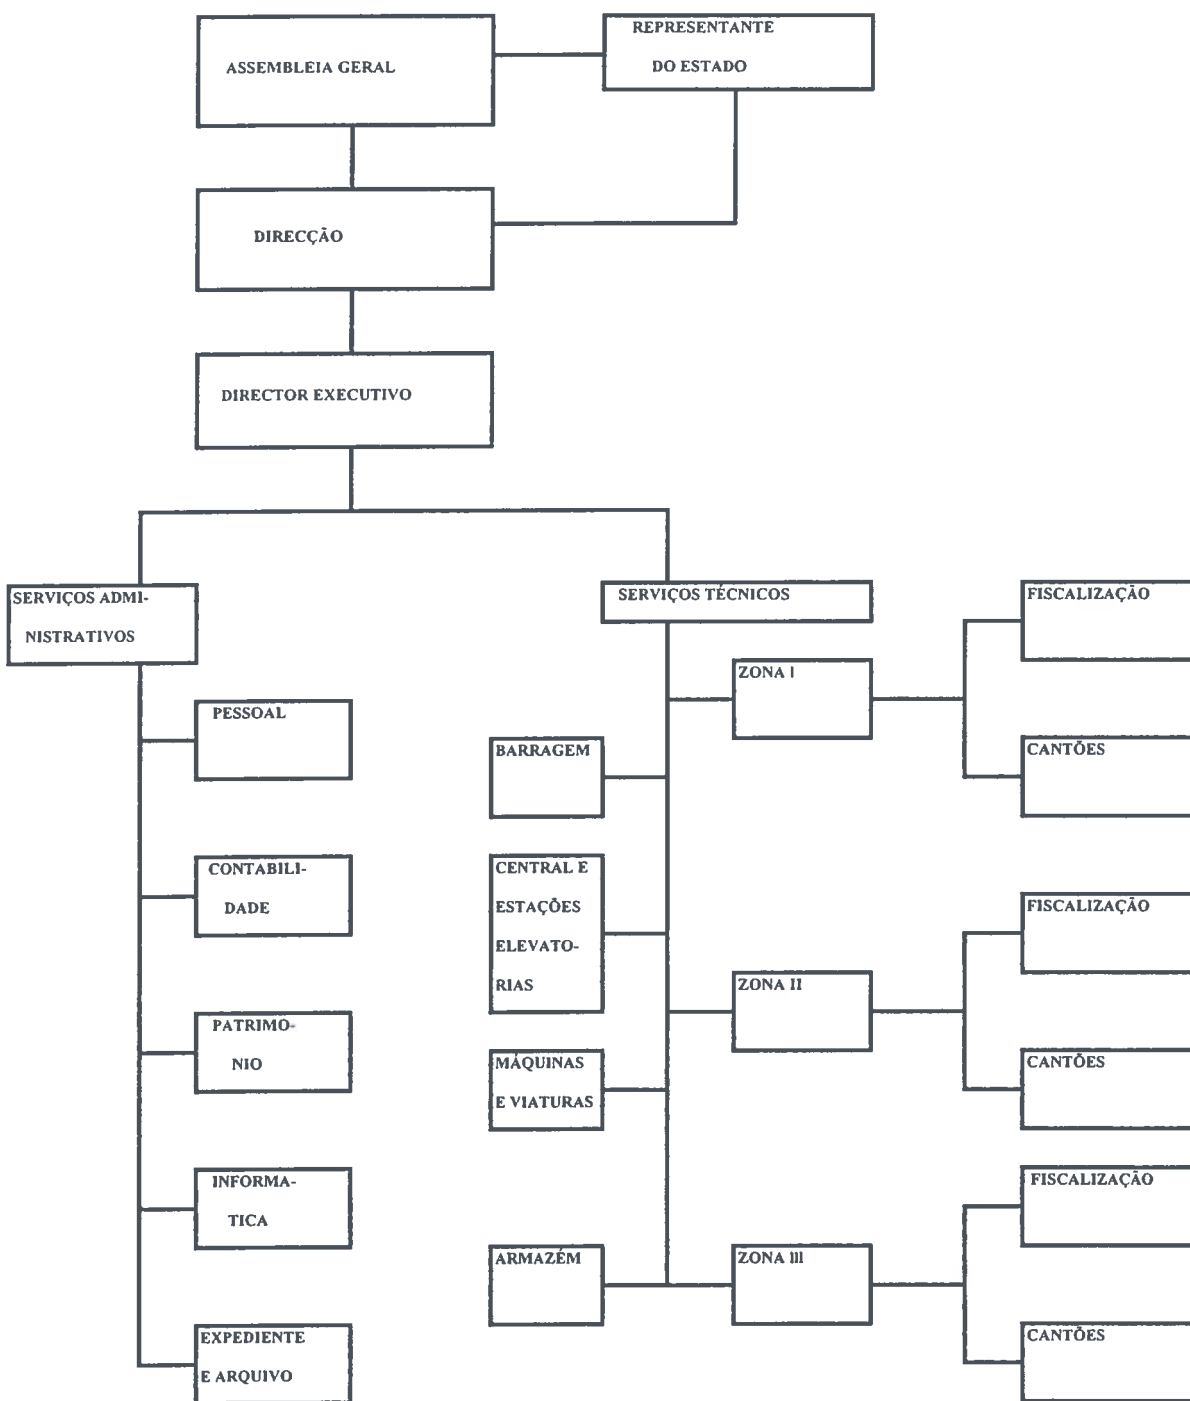 REPRESENTANTE
DO ESTADO
ASSEMBLEIA GERAL
DIRECÇÃO
DIRECTOR EXECUTIVO
SERVIÇOS ADMI-
NISTRATIVOS
PESSOAL
CONTABILI-
DADE
PATRIMO-
NIO
INFORMA-
TICA
EXPEDIENTE
E ARQUIVO
SERVIÇOS TÉCNICOS
BARRAGEM
CENTRAL E
ESTAÇÕES
ELEVATO-
RIAS
MÁQUINAS
E VIATURAS
ARMAZÉM
ZONA I
FISCALIZAÇÃO
CANTÕES
ZONA II
FISCALIZAÇÃO
CANTÕES
ZONA III
FISCALIZAÇÃO
CANTÕES